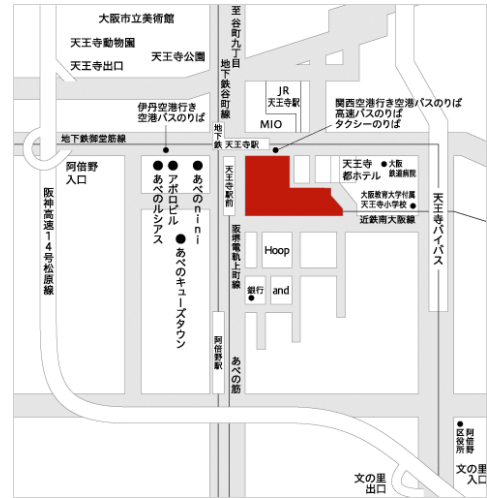 大阪市立美術館
至谷町九丁目
天王寺動物園
天王寺公園
天王寺出口
地下鉄谷町線
JR
天王寺駅
伊丹空港行き
空港バスのりば
関西空港行き空港バスのりば
高速バスのりば
タクシーのりば
MIO
地下鉄
地下鉄御堂筋線
天王寺駅
阿倍野
入口
あべのルシアス
アポロビル
あべのnini
天王寺駅前
天王寺
都ホテル
大阪
鉄道病院
大阪教育大学付属
天王寺小学校
近鉄南大阪線
天王寺バイパス
阪神高速14号松原線
あべのキューズタウン
阪堺電軌上町線
Hoop
銀行
and
阿倍野駅
あべの筋
阿倍野
区役所
文の里
出口
文の里
入口